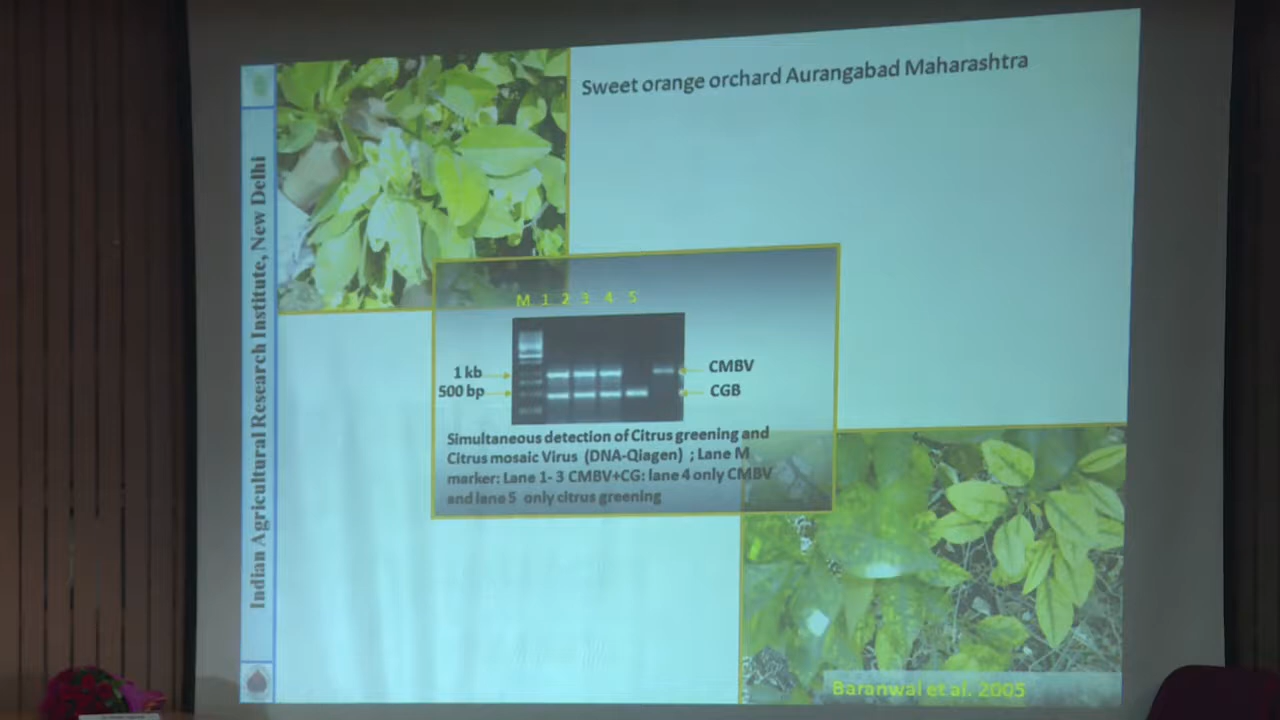 Sweet orange orchard Aurangabad Maharashtra
Indian Agricultural Research Institute, New Delhi
M 1 2 3 4 5
1 kb
500 bp
CMBV
CGB
Simultaneous detection of Citrus greening and
Citrus mosaic Virus (DNA-Qiagen) ; Lane M
marker: Lane 1- 3 CMBV+CG: lane 4 only CMBV
and lane 5 only citrus greening
Baranwal et al. 2005